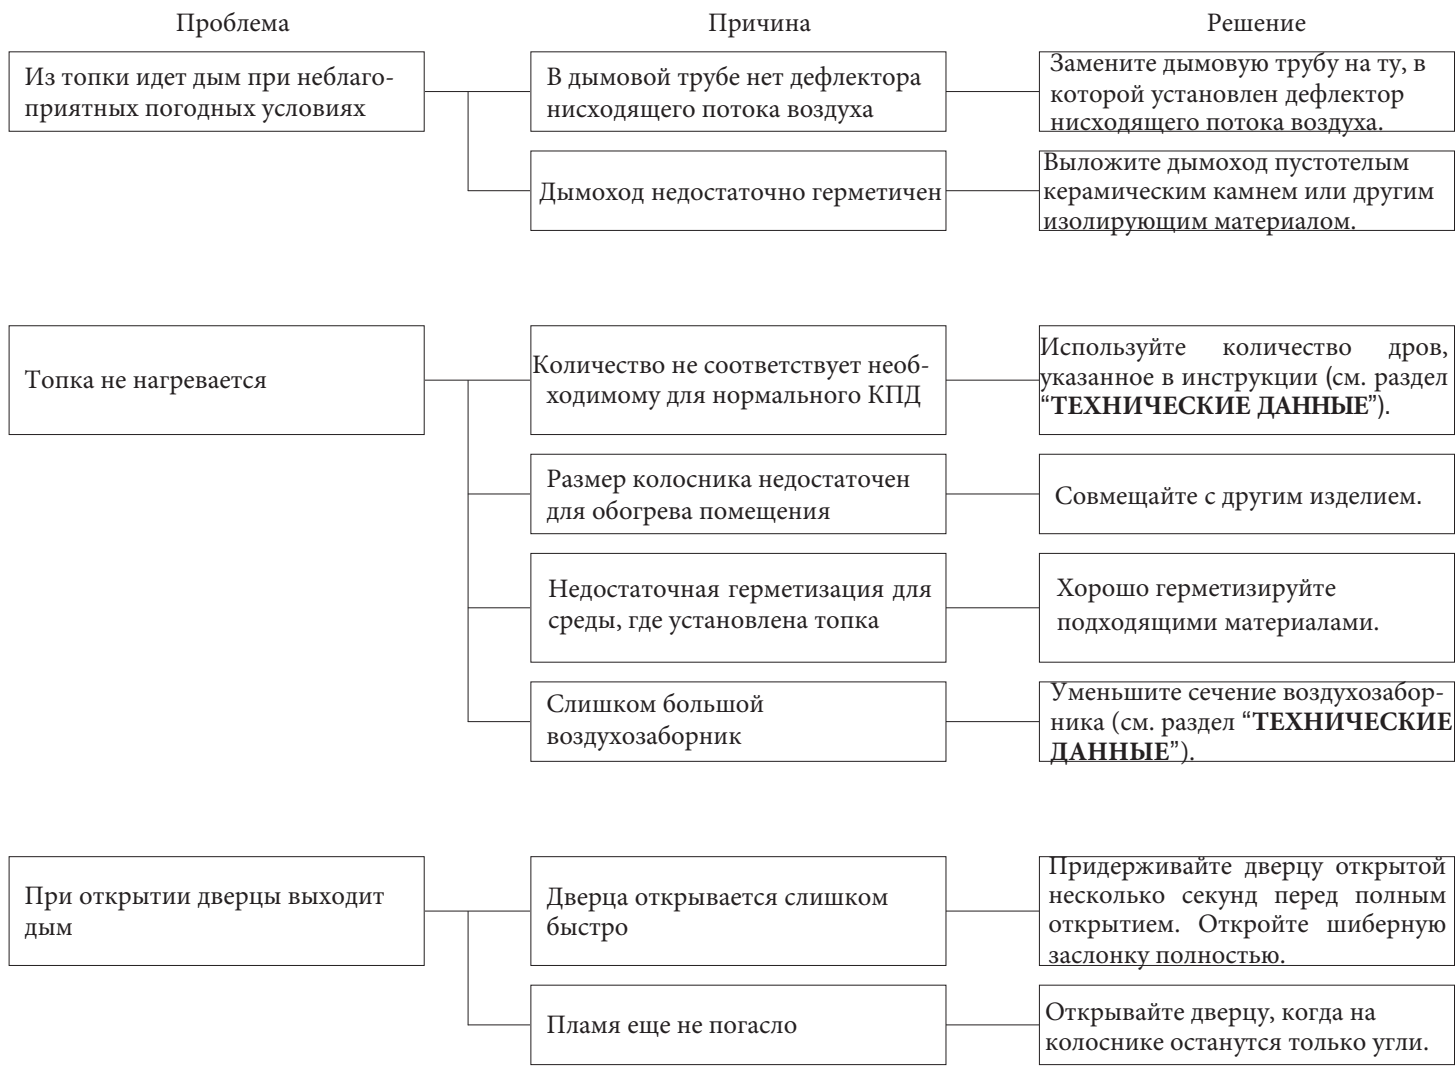 Проблема
Причина
Решение
Из топки идет дым при неблаго-
приятных погодных условиях
В дымовой трубе нет дефлектора
нисходящего потока воздуха
Замените дымовую трубу на ту, в
которой установлен дефлектор
нисходящего потока воздуха.
Дымоход недостаточно герметичен
Выложите дымоход пустотелым
керамическим камнем или другим
изолирующим материалом.
Топка не нагревается
Количество не соответствует необ-
ходимому для нормального КПД
Используйте количество дров,
указанное в инструкции (см. раздел
“ТЕХНИЧЕСКИЕ ДАННЫЕ”).
Размер колосника недостаточен
для обогрева помещения
Совмещайте с другим изделием.
Недостаточная герметизация для
среды, где установлена топка
Хорошо герметизируйте
подходящими материалами.
Слишком большой
воздухозаборник
Уменьшите сечение воздухозабор-
ника (см. раздел “ТЕХНИЧЕСКИЕ
ДАННЫЕ”).
При открытии дверцы выходит
дым
Дверца открывается слишком
быстро
Придерживайте дверцу открытой
несколько секунд перед полным
открытием. Откройте шиберную
заслонку полностью.
Пламя еще не погасло
Открывайте дверцу, когда на
колоснике останутся только угли.